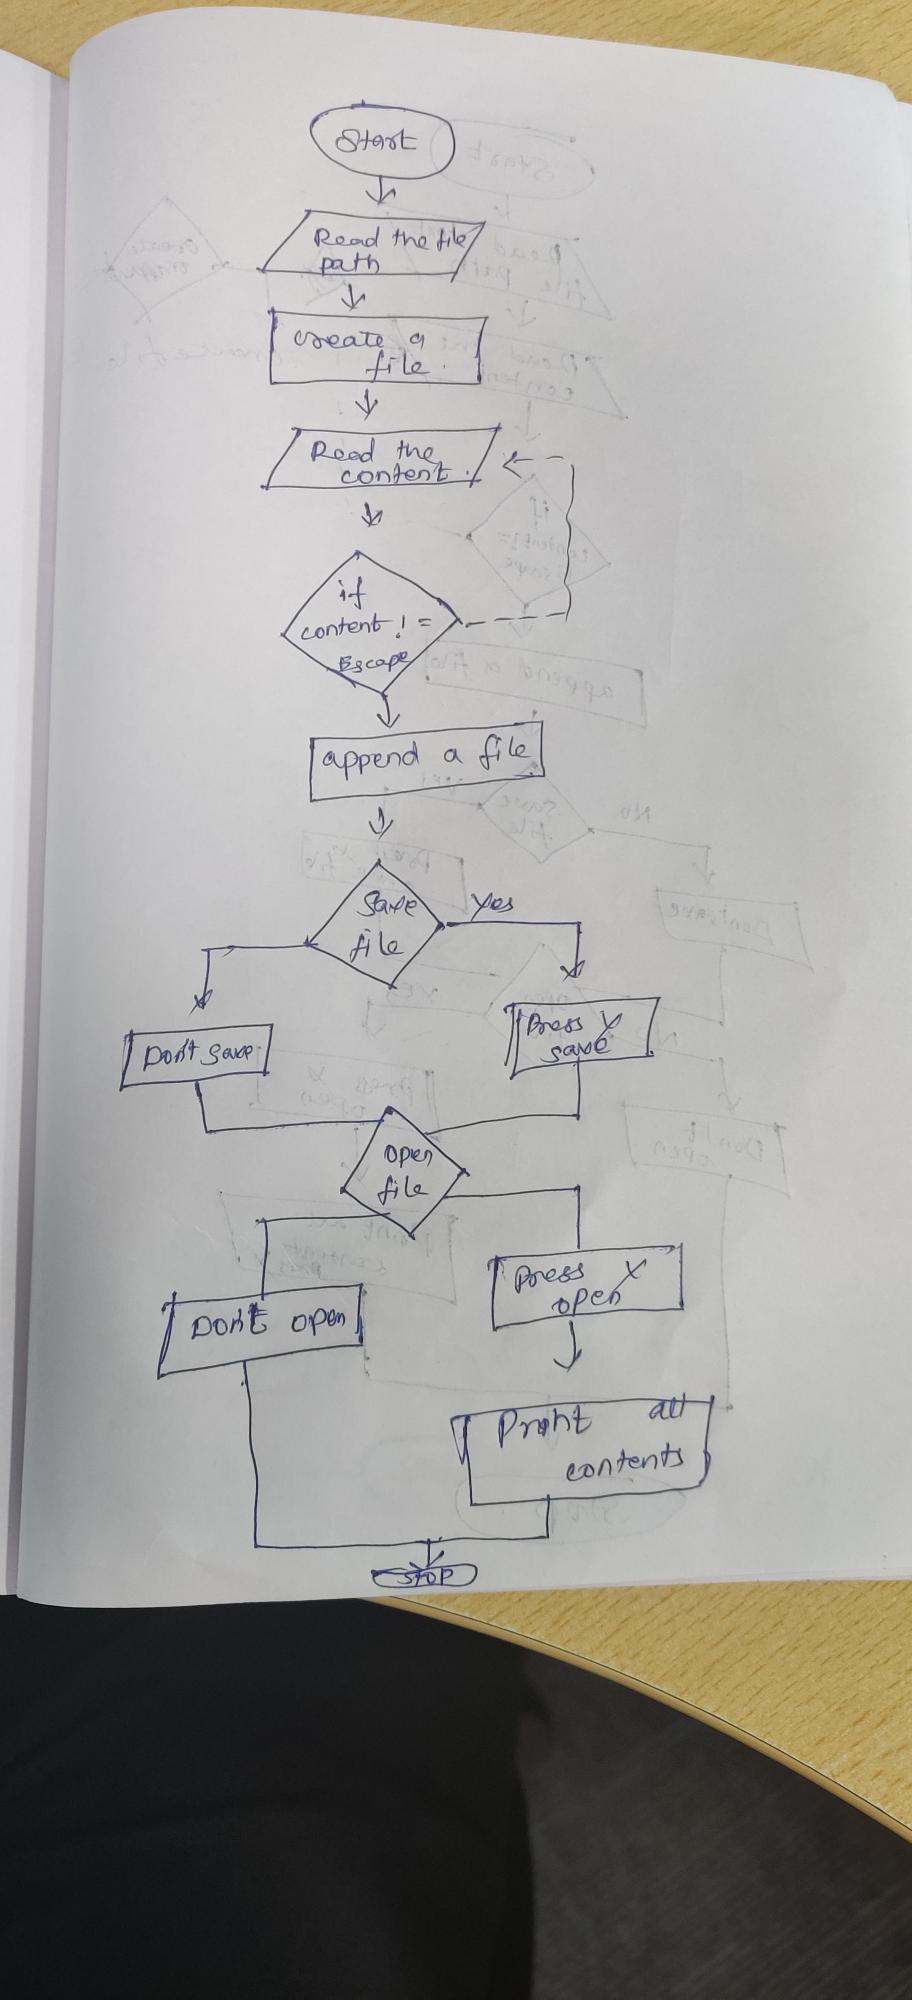 Start
Read the file
path
create a
file.
Read the
content.
if
content! =
Escape
append a file
Save
file
Yes
Don't save
Press Y
save
open
file
Press Y
open
Don't open
Print all
contents
STOP